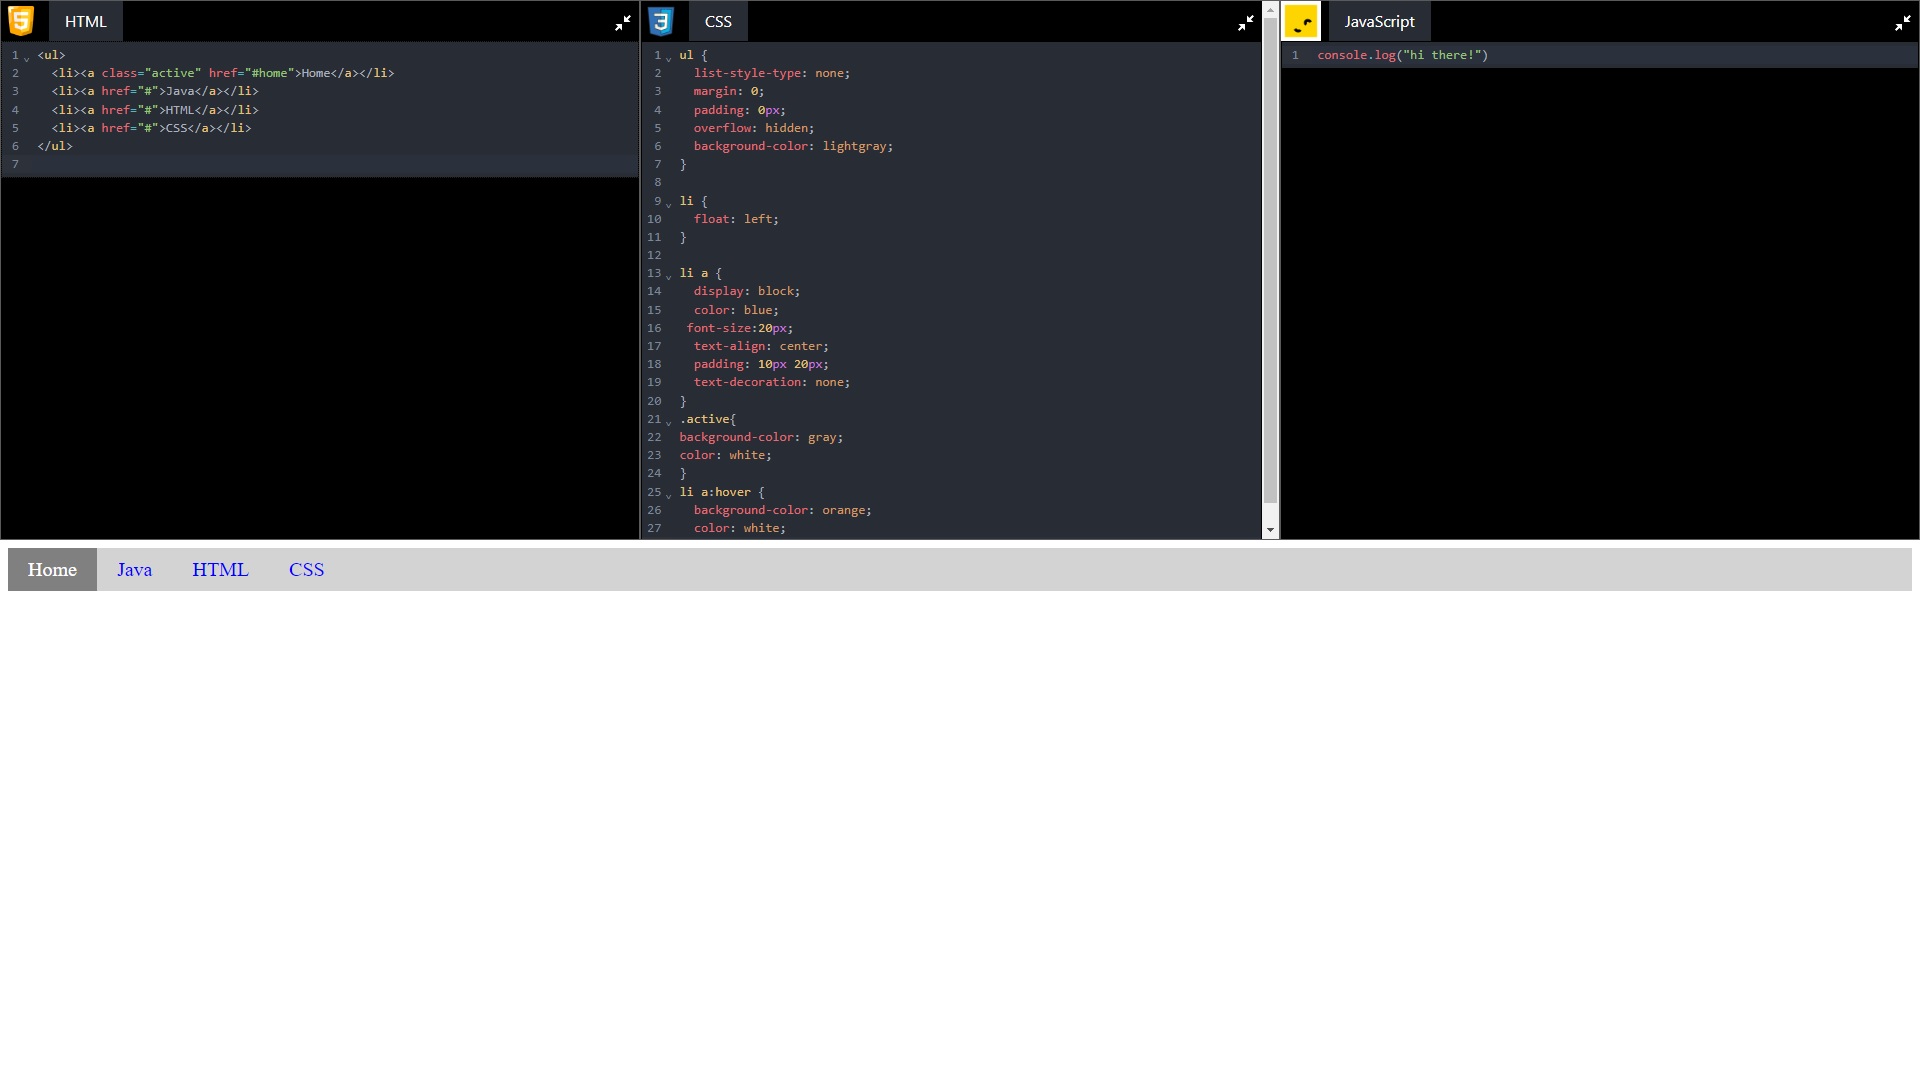 HTML
1 <ul>
2 <li><a class="active" href="#home">Home</a></li>
3 <li><a href="#">Java</a></li>
4 <li><a href="#">HTML</a></li>
5 <li><a href="#">CSS</a></li>
6 </ul>
7
CSS
1 ul {
2 list-style-type: none;
3 margin: 0;
4 padding: 0px;
5 overflow: hidden;
6 background-color: lightgray;
7 }
8
9 li {
10 float: left;
11 }
12
13 li a {
14 display: block;
15 color: blue;
16 font-size:20px;
17 text-align: center;
18 padding: 10px 20px;
19 text-decoration: none;
20 }
21 .active{
22 background-color: gray;
23 color: white;
24 }
25 li a:hover {
26 background-color: orange;
27 color: white;
JavaScript
1 console.log("hi there!")
Home Java HTML CSS